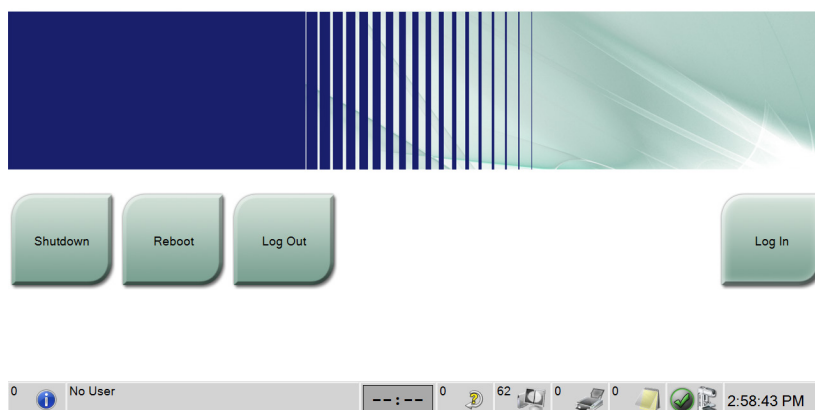 Shutdown
Reboot
Log Out
Log In
0
No User
--:--
0
62
0
0
2:58:43 PM